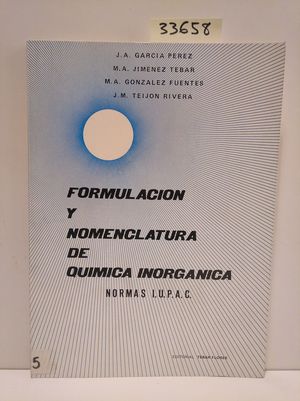 33658
J.A. GARCIA PEREZ
M.A. JIMENEZ TEBAR
M.A. GONZALEZ FUENTES
J.M. TEIJON RIVERA
FORMULACION
Y
NOMENCLATURA
DE
QUIMICA INORGANICA
NORMAS I.U.P.A.C.
5
EDITORIAL TEBAR FLORES